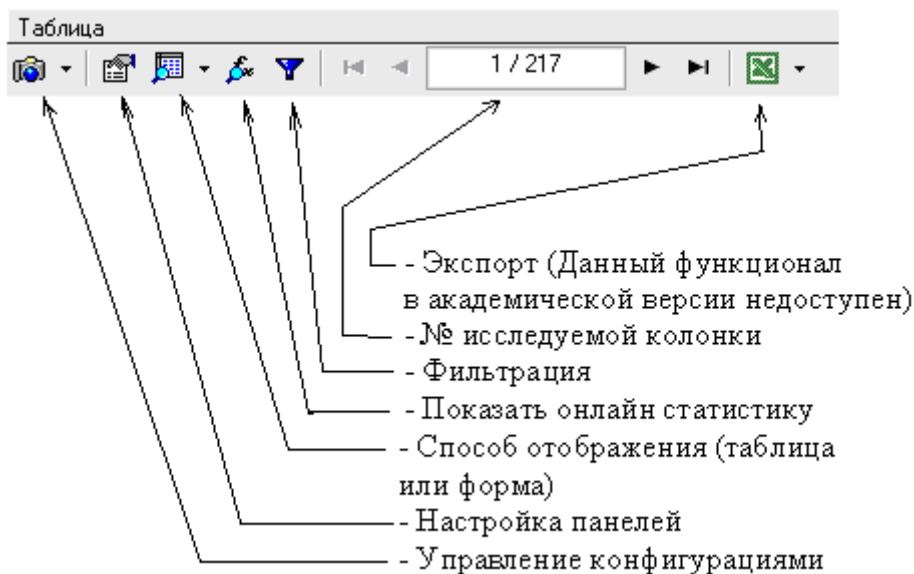 Таблица
1 / 217
- Экспорт (Данный функционал
в академической версии недоступен)
- № исследуемой колонки
- Фильтрация
- Показать онлайн статистику
- Способ отображения (таблица
или форма)
- Настройка панелей
- Управление конфигурациями